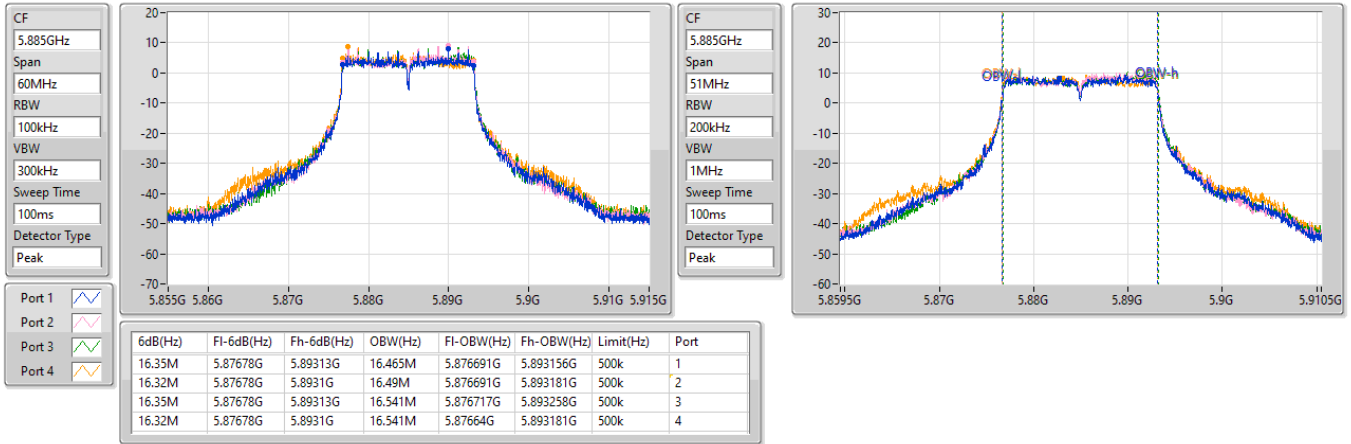 CF
5.885GHz
Span
60MHz
RBW
100kHz
VBW
300kHz
Sweep Time
100ms
Detector Type
Peak
20
10
0
-10
-20
-30
-40
-50
-60
-70
5.855G 5.86G 5.87G 5.88G 5.89G 5.9G 5.91G 5.915G
CF
5.885GHz
Span
51MHz
RBW
200kHz
VBW
1MHz
Sweep Time
100ms
Detector Type
Peak
30
20
10
0
-10
-20
-30
-40
-50
-60
OBW-l OBW-h
5.8595G 5.87G 5.88G 5.89G 5.9G 5.9105G
Port 1
Port 2
Port 3
Port 4
6dB(Hz) Fl-6dB(Hz) Fh-6dB(Hz) OBW(Hz) Fl-OBW(Hz) Fh-OBW(Hz) Limit(Hz) Port
16.35M 5.87678G 5.89313G 16.465M 5.876691G 5.893156G 500k 1
16.32M 5.87678G 5.8931G 16.49M 5.876691G 5.893181G 500k 2
16.35M 5.87678G 5.89313G 16.541M 5.876717G 5.893258G 500k 3
16.32M 5.87678G 5.8931G 16.541M 5.87664G 5.893181G 500k 4